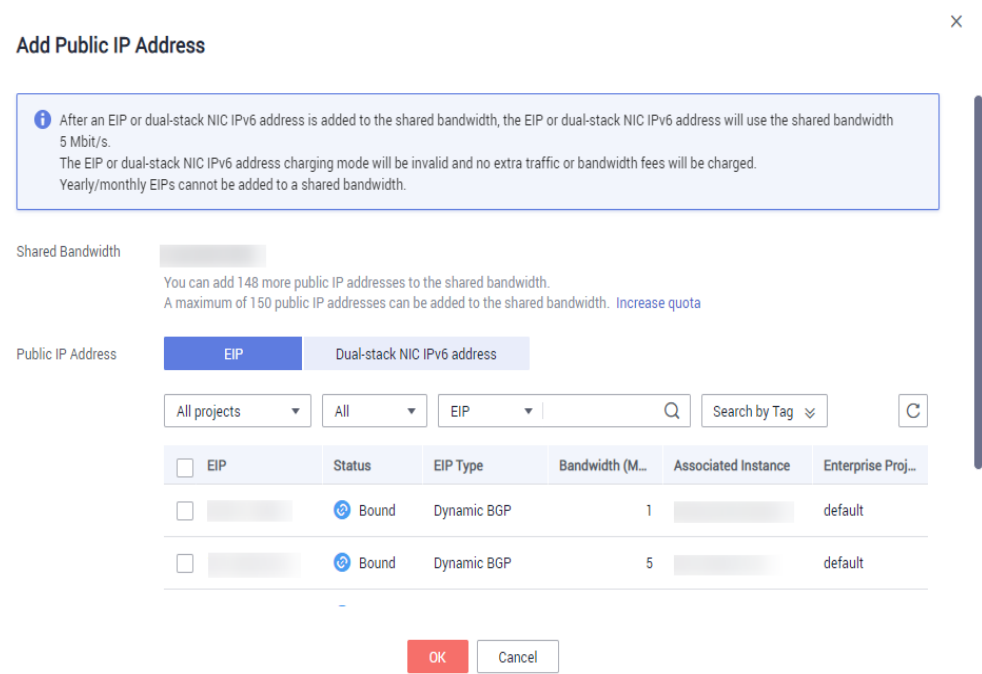 Add Public IP Address
After an EIP or dual-stack NIC IPv6 address is added to the shared bandwidth, the EIP or dual-stack NIC IPv6 address will use the shared bandwidth
5 Mbit/s.
The EIP or dual-stack NIC IPv6 address charging mode will be invalid and no extra traffic or bandwidth fees will be charged.
Yearly/monthly EIPs cannot be added to a shared bandwidth.
Shared Bandwidth
You can add 148 more public IP addresses to the shared bandwidth.
A maximum of 150 public IP addresses can be added to the shared bandwidth. Increase quota
Public IP Address EIP Dual-stack NIC IPv6 address
All projects All EIP Search by Tag
EIP Status EIP Type Bandwidth (M... Associated Instance Enterprise Proj...
Bound Dynamic BGP 1 default
Bound Dynamic BGP 5 default
OK Cancel